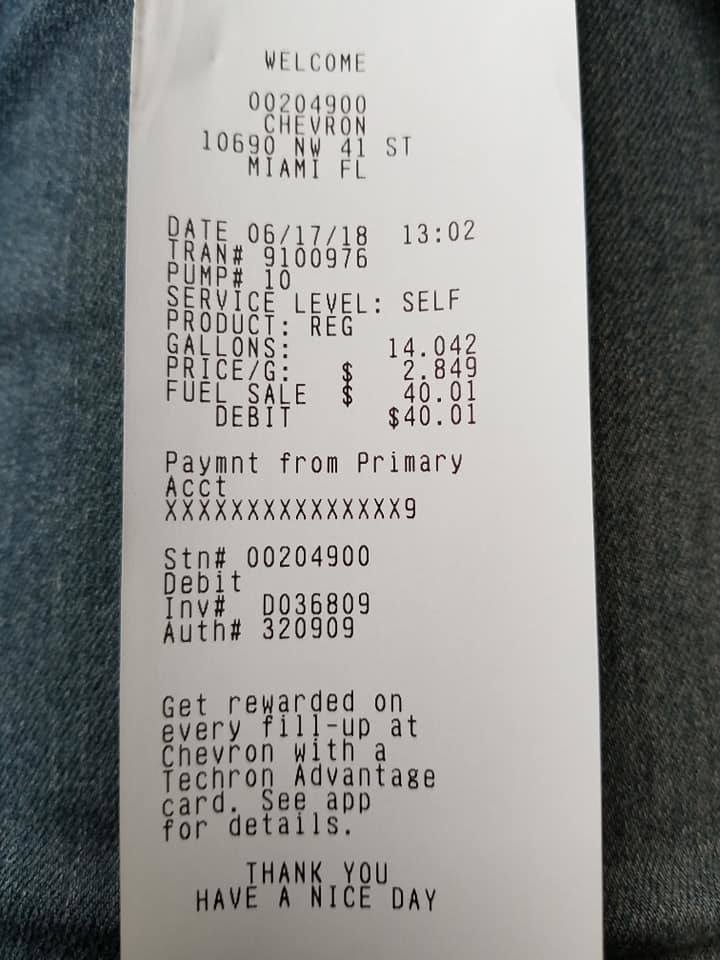 WELCOME
00204900
CHEVRON
10690 NW 41 ST
MIAMI FL
DATE 06/17/18 13:02
TRAN# 9100976
PUMP# 10
SERVICE LEVEL: SELF
PRODUCT: REG
GALLONS: 14.042
PRICE/G: $ 2.849
FUEL SALE $ 40.01
DEBIT $40.01
Paymnt from Primary
Acct
XXXXXXXXXXXXXXX9
Stn# 00204900
Debit
Inv# D036809
Auth# 320909
Get rewarded on
every fill-up at
Chevron with a
Techron Advantage
card. See app
for details.
THANK YOU
HAVE A NICE DAY